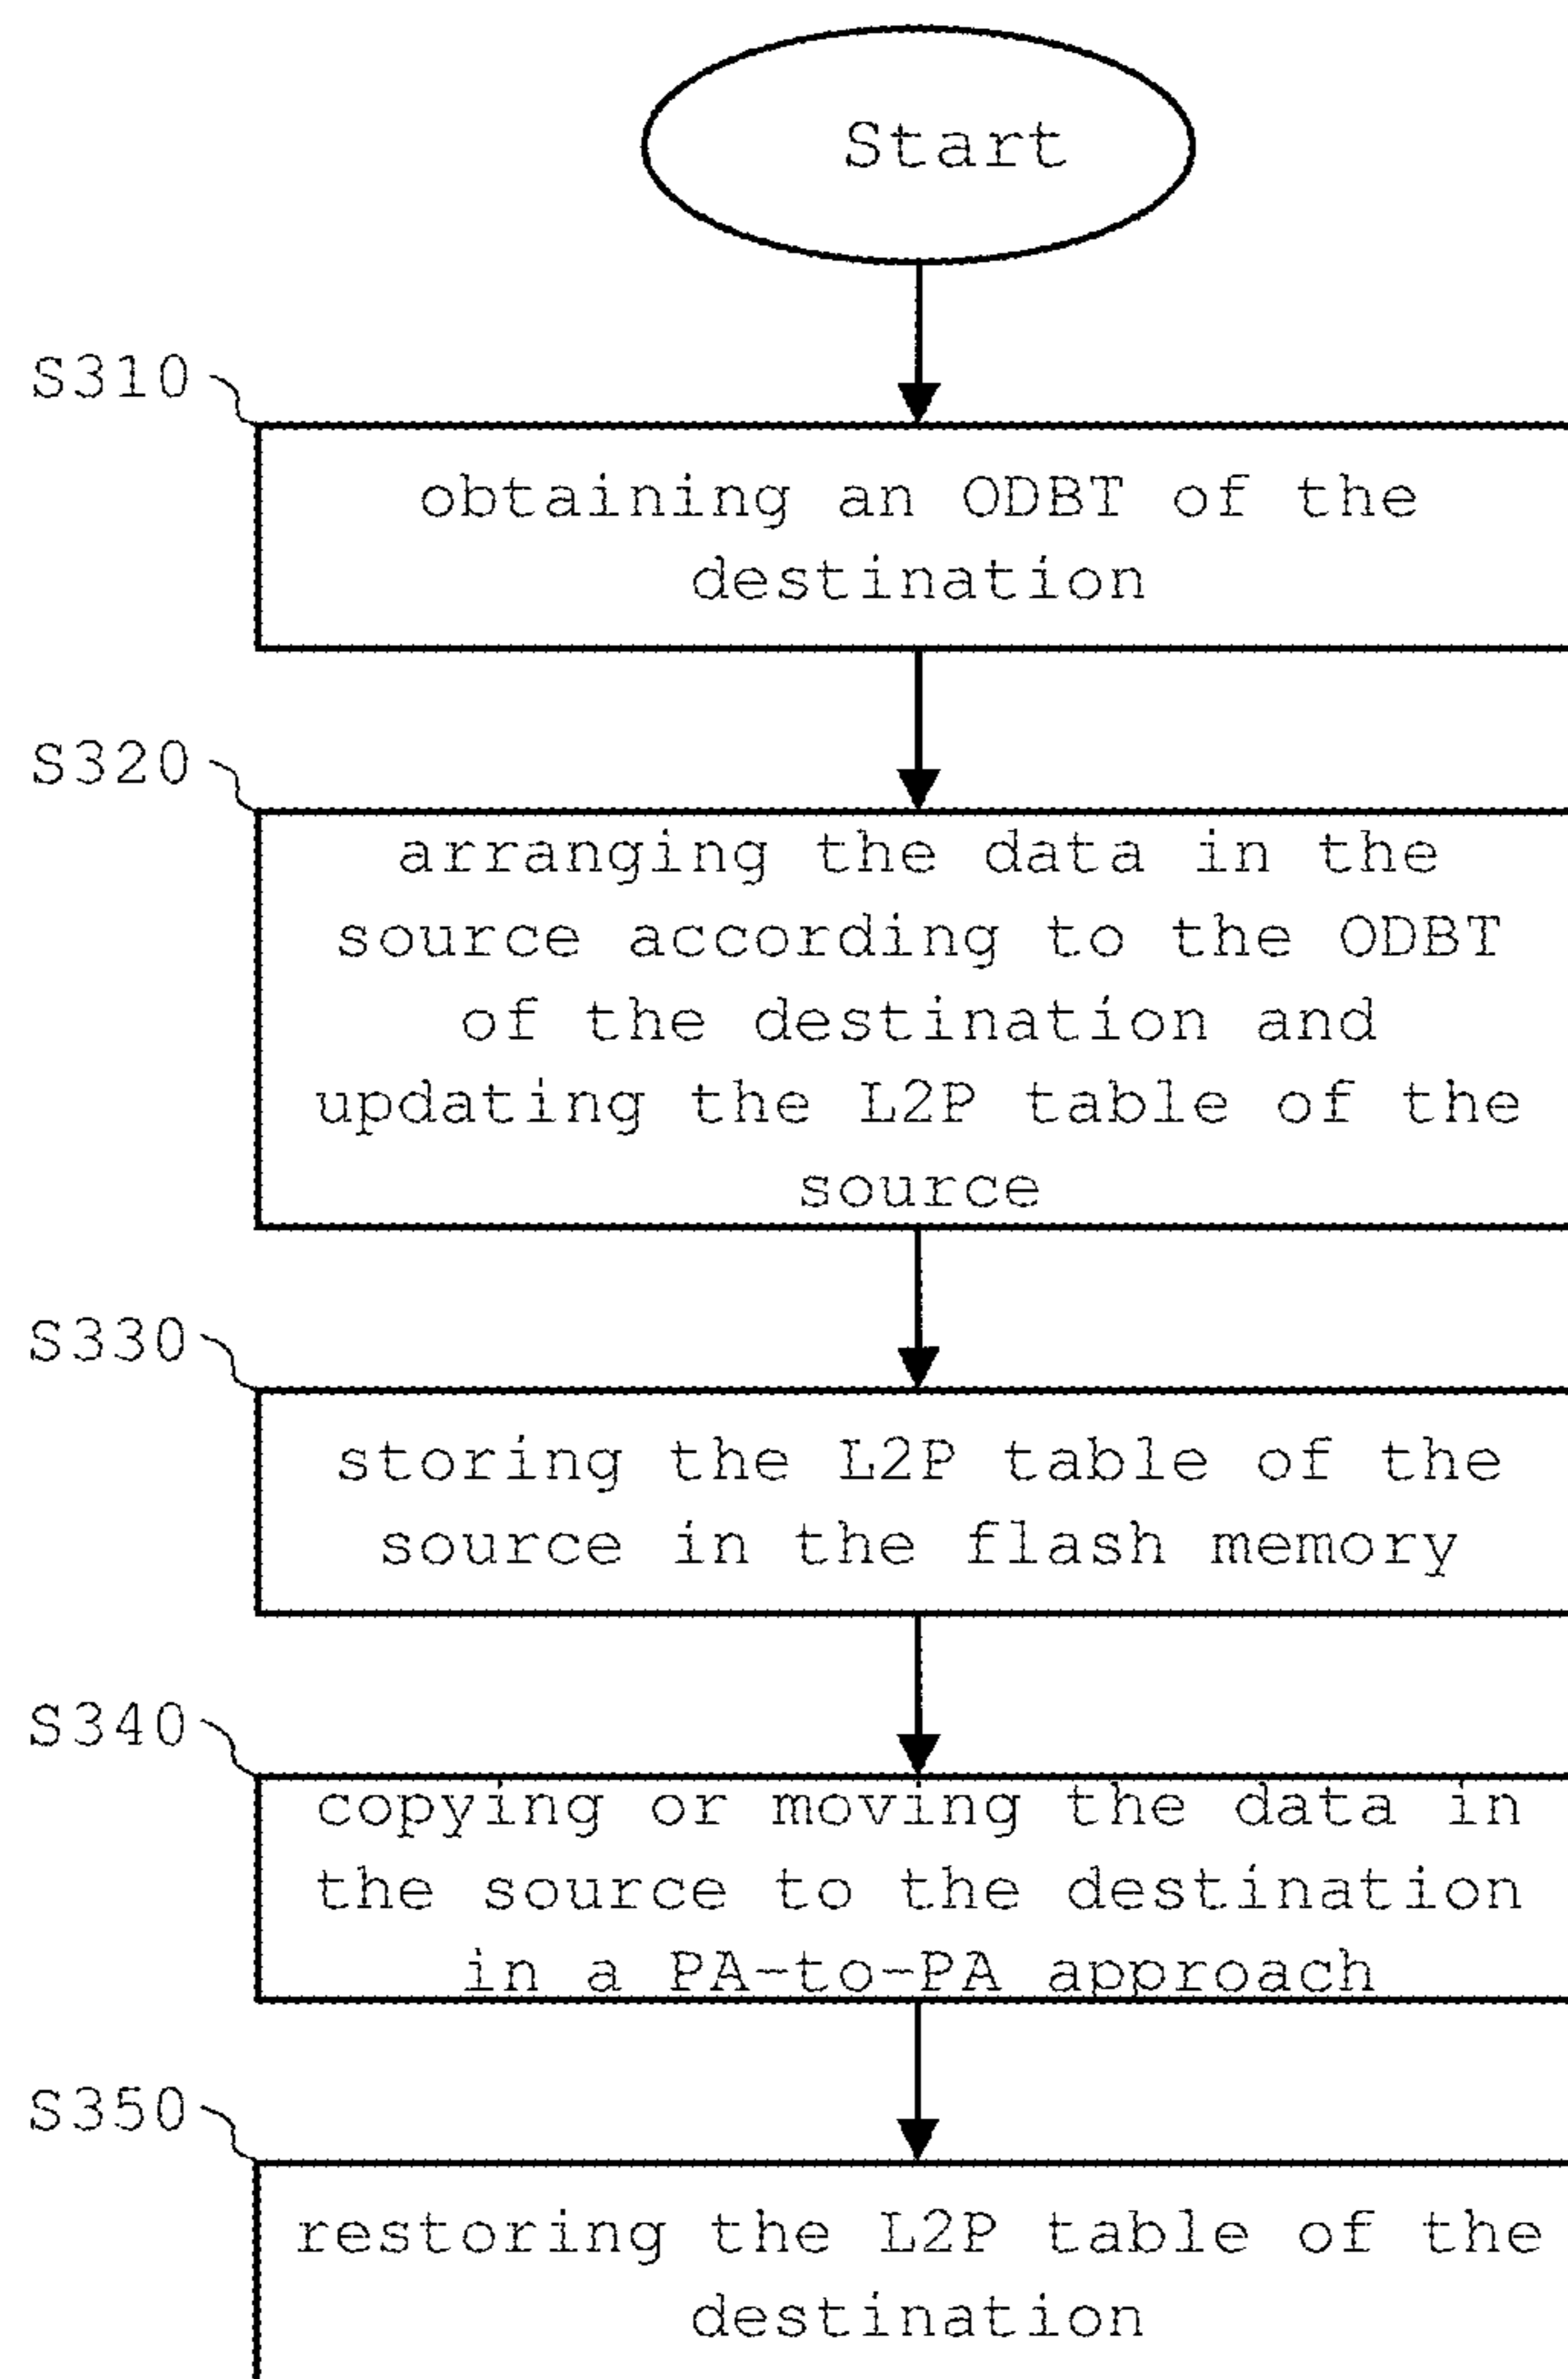 Start
S310
obtaining an ODBT of the
destination
S320
arranging the data in the
source according to the ODBT
of the destination and
updating the L2P table of the
source
S330
storing the L2P table of the
source in the flash memory
S340
copying or moving the data in
the source to the destination
in a PA-to-PA approach
S350
restoring the L2P table of the
destination